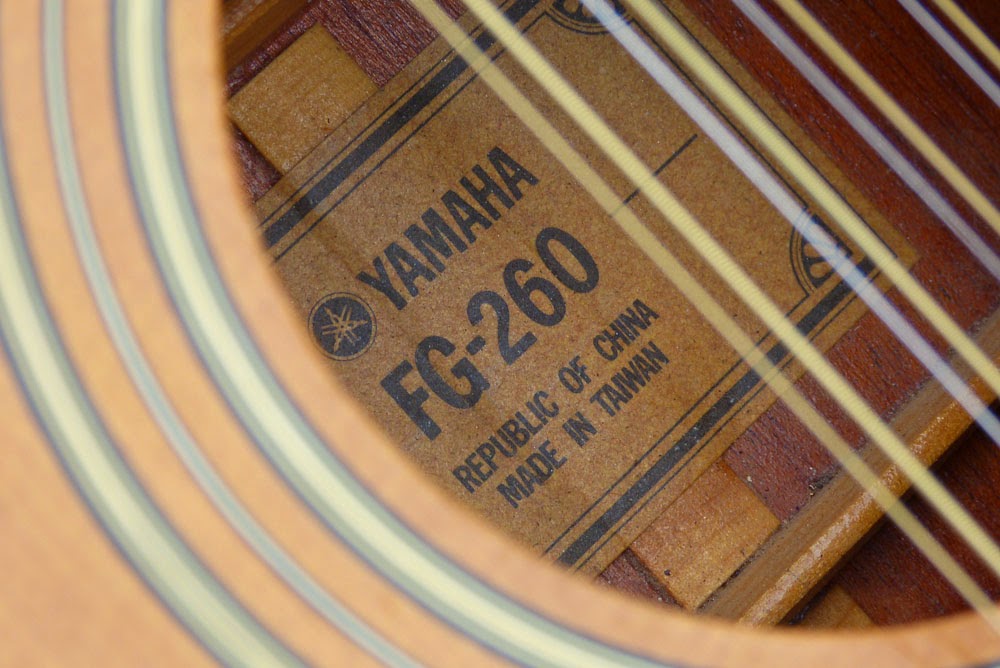 YAMAHA
FG-260
REPUBLIC OF CHINA
MADE IN TAIWAN